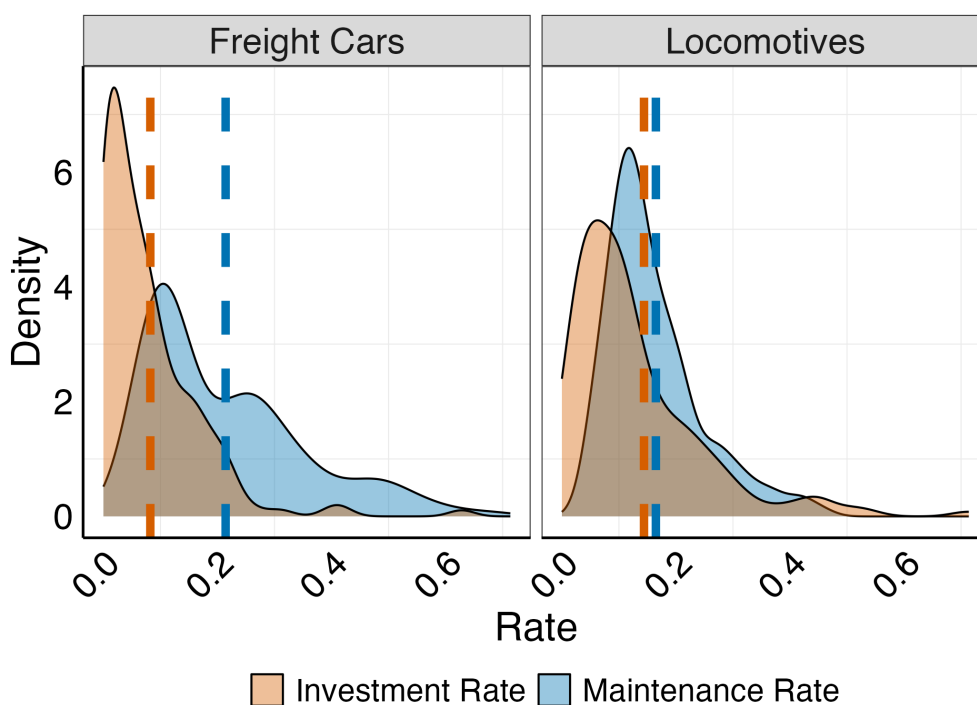 Freight Cars
Locomotives
Density
6
4
2
0
0.0 0.2 0.4 0.6
0.0 0.2 0.4 0.6
Rate
Investment Rate Maintenance Rate